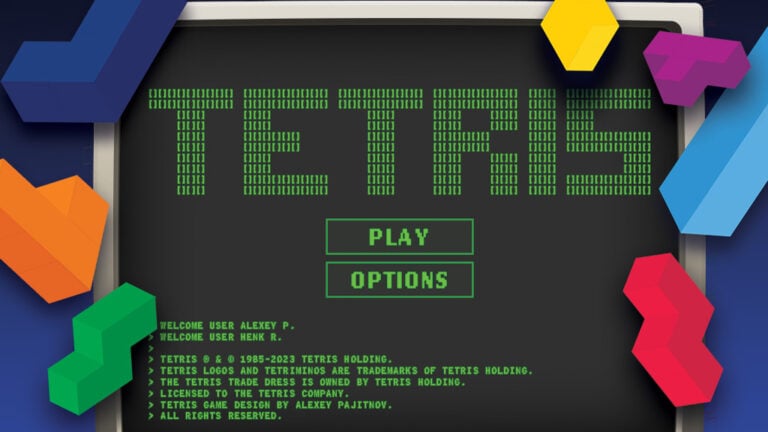 TETRIS
PLAY
OPTIONS
WELCOME USER ALEXEY P.
> WELCOME USER HENK R.
>
> TETRIS ® & © 1985-2023 TETRIS HOLDING.
> TETRIS LOGOS AND TETRIMINOS ARE TRADEMARKS OF TETRIS HOLDING.
> THE TETRIS TRADE DRESS IS OWNED BY TETRIS HOLDING.
> LICENSED TO THE TETRIS COMPANY.
> TETRIS GAME DESIGN BY ALEXEY PAJITNOV.
> ALL RIGHTS RESERVED.